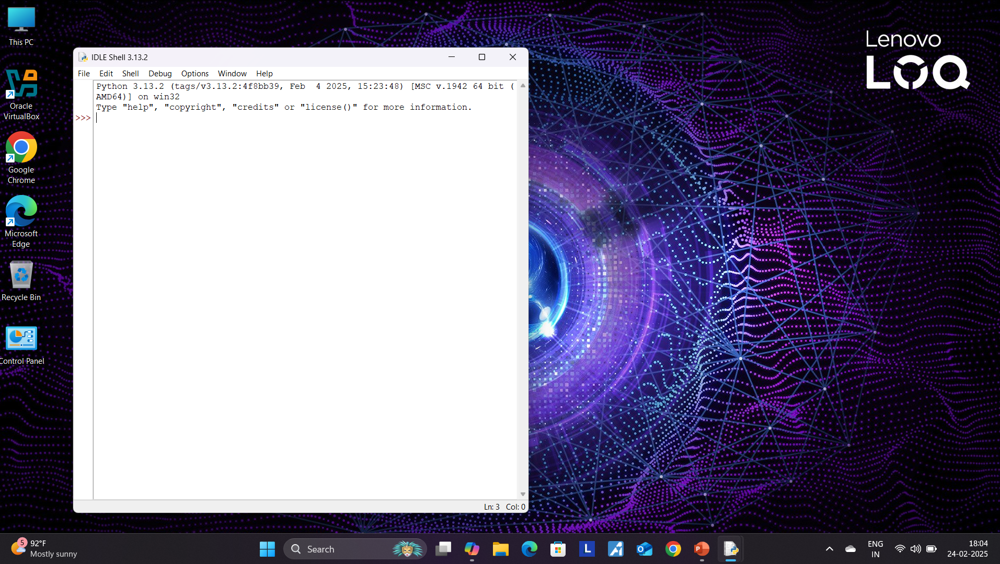 This PC
Oracle
VirtualBox
Google
Chrome
Microsoft
Edge
Recycle Bin
Control Panel
IDLE Shell 3.13.2
File Edit Shell Debug Options Window Help
Python 3.13.2 (tags/v3.13.2:4f8bb39, Feb  4 2025, 15:23:48) [MSC v.1942 64 bit (
AMD64)] on win32
Type "help", "copyright", "credits" or "license()" for more information.
>>>
Ln: 3 Col: 0
Lenovo
LOQ
5
92°F
Mostly sunny
Search
L
P
ENG
IN
18:04
24-02-2025